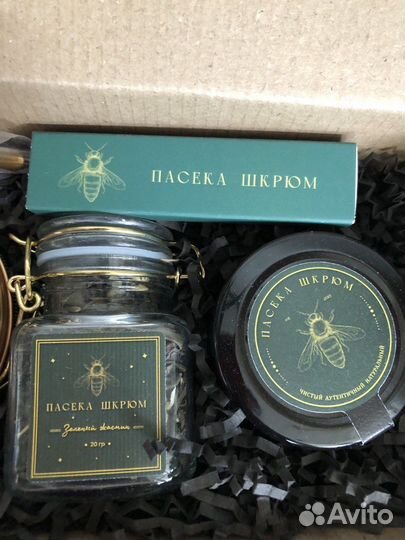 ПАСЕКА ШКРЮМ
ПАСЕКА ШКРЮМ
Зеленый жасмин
20 гр
ПАСЕКА ШКРЮМ
ЧИСТЫЙ АУТЕНТИЧНЫЙ НАТУРАЛЬНЫЙ
Avito